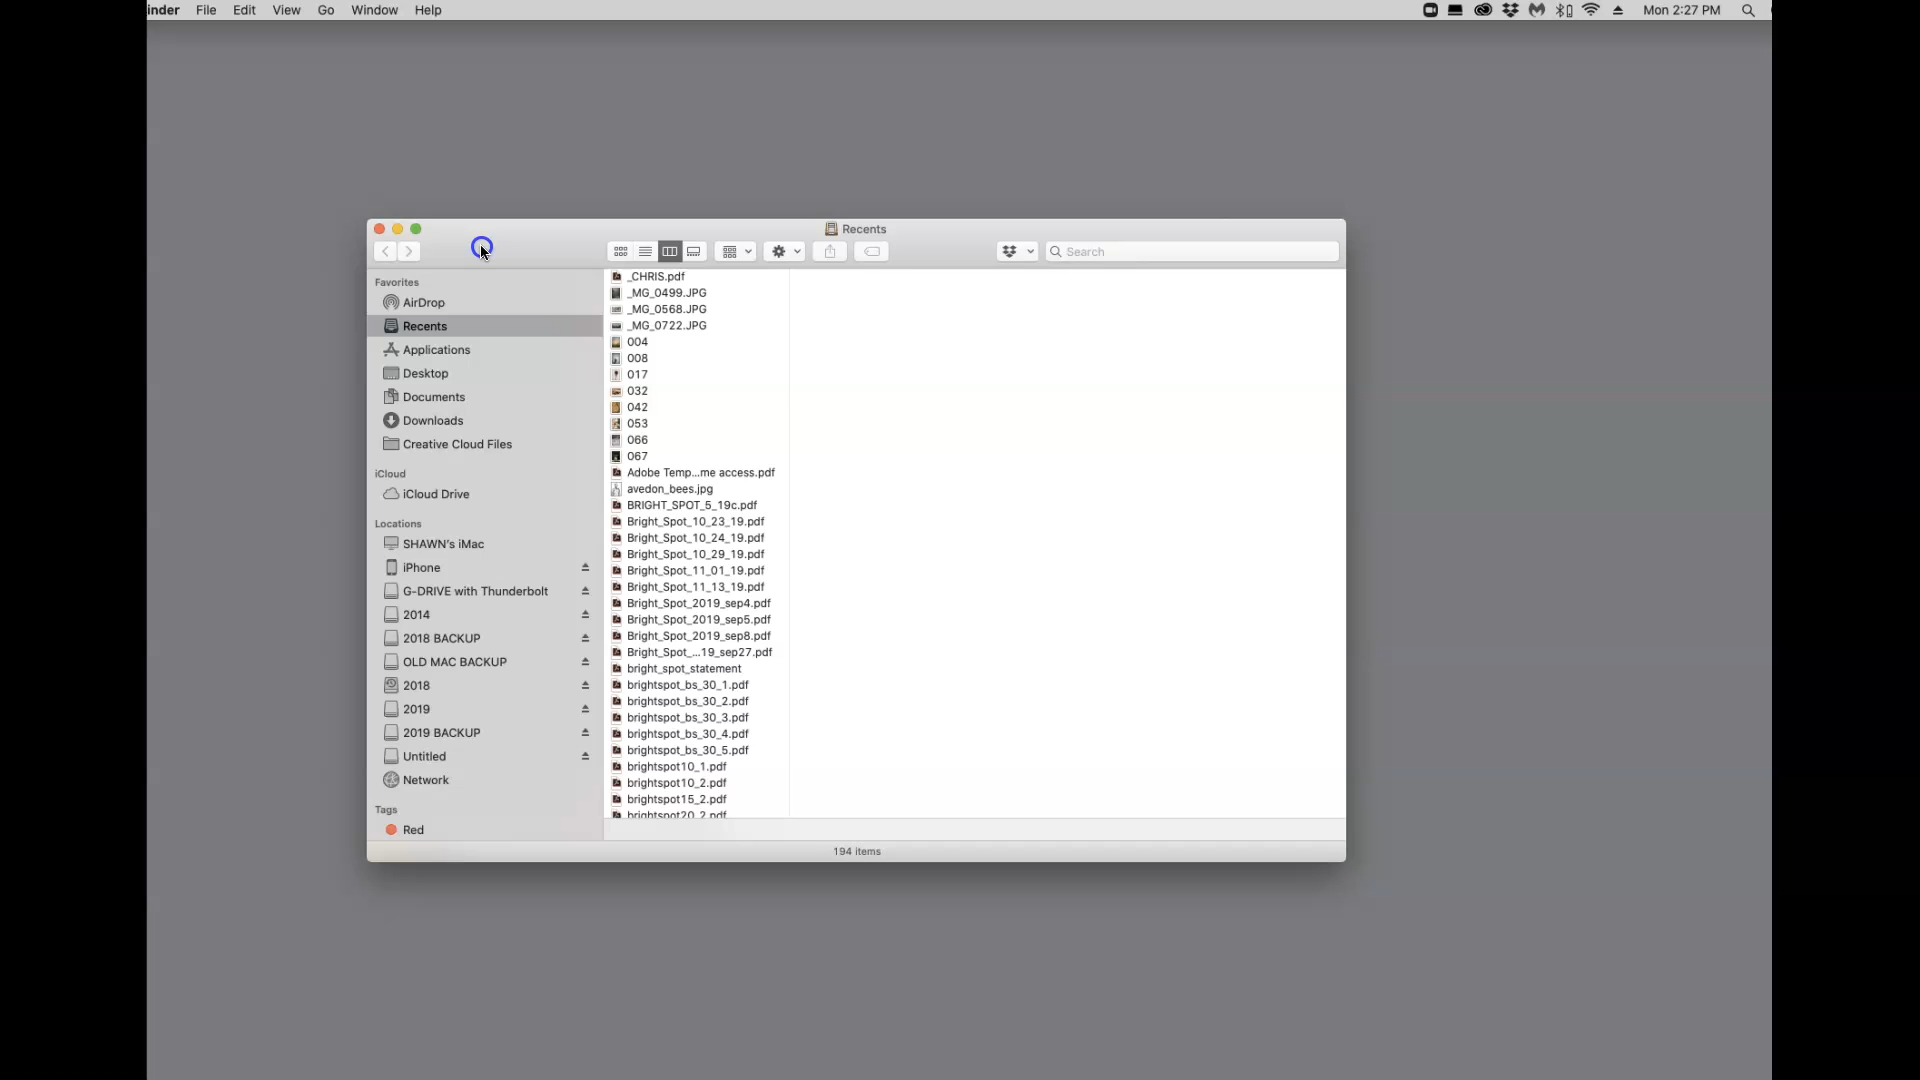 inder File Edit View Go Window Help
Mon 2:27 PM
Recents
Search
Favorites
AirDrop
Recents
Applications
Desktop
Documents
Downloads
Creative Cloud Files
iCloud
iCloud Drive
Locations
SHAWN's iMac
iPhone
G-DRIVE with Thunderbolt
2014
2018 BACKUP
OLD MAC BACKUP
2018
2019
2019 BACKUP
Untitled
Network
Tags
Red
_CHRIS.pdf
_MG_0499.JPG
_MG_0568.JPG
_MG_0722.JPG
004
008
017
032
042
053
066
067
Adobe Temp...me access.pdf
avedon_bees.jpg
BRIGHT_SPOT_5_19c.pdf
Bright_Spot_10_23_19.pdf
Bright_Spot_10_24_19.pdf
Bright_Spot_10_29_19.pdf
Bright_Spot_11_01_19.pdf
Bright_Spot_11_13_19.pdf
Bright_Spot_2019_sep4.pdf
Bright_Spot_2019_sep5.pdf
Bright_Spot_2019_sep8.pdf
Bright_Spot_...19_sep27.pdf
bright_spot_statement
brightspot_bs_30_1.pdf
brightspot_bs_30_2.pdf
brightspot_bs_30_3.pdf
brightspot_bs_30_4.pdf
brightspot_bs_30_5.pdf
brightspot10_1.pdf
brightspot10_2.pdf
brightspot15_2.pdf
brightspot20_2.pdf
194 items